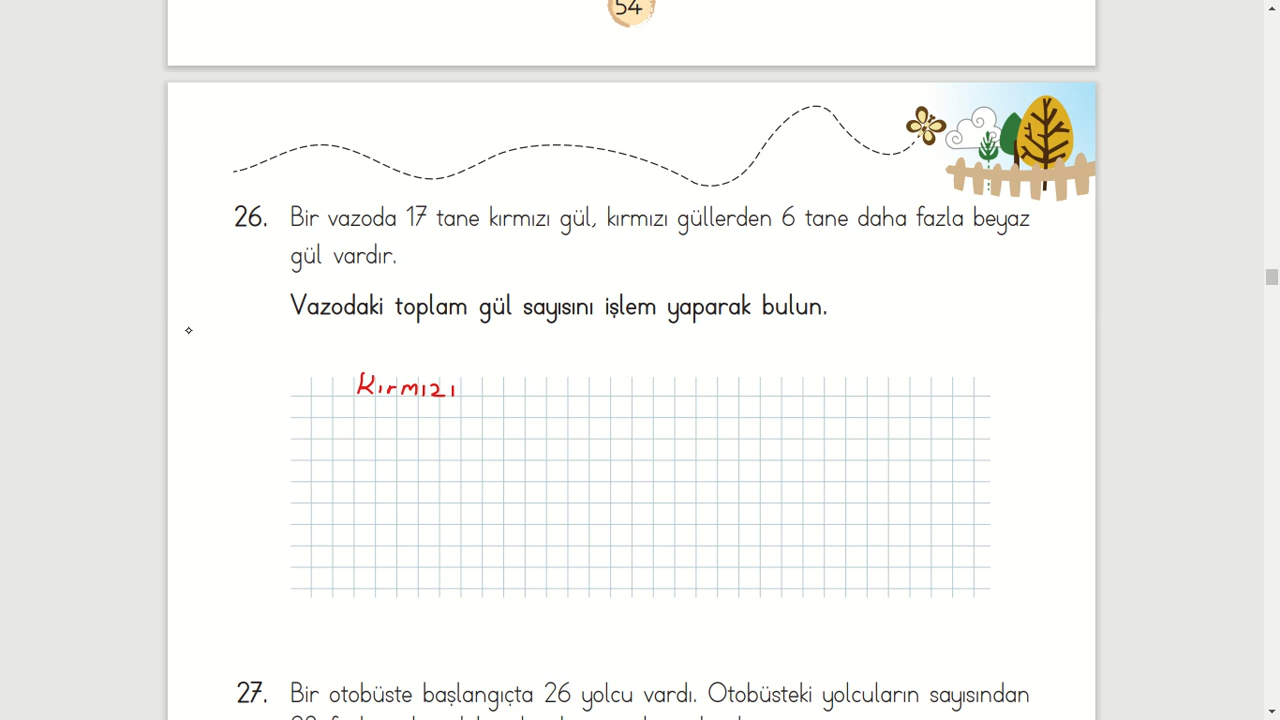 54
26. Bir vazoda 17 tane kırmızı gül, kırmızı güllerden 6 tane daha fazla beyaz
gül vardır.
Vazodaki toplam gül sayısını işlem yaparak bulun.
Kırmızı
27. Bir otobüste başlangıçta 26 yolcu vardı. Otobüsteki yolcuların sayısından